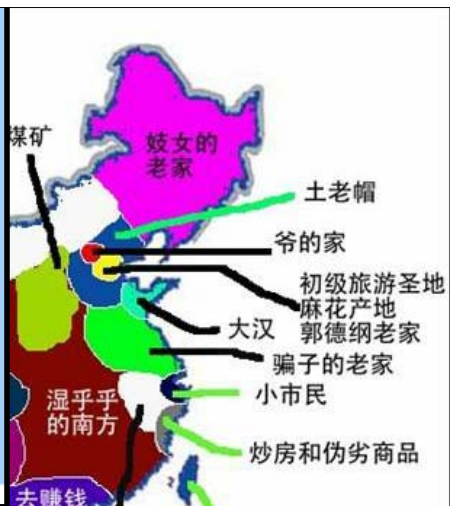 煤矿
妓女的
老家
土老帽
爷的家
初级旅游圣地
麻花产地
郭德纲老家
大汉
骗子的老家
小市民
湿乎乎
的南方
炒房和伪劣商品
去赚钱